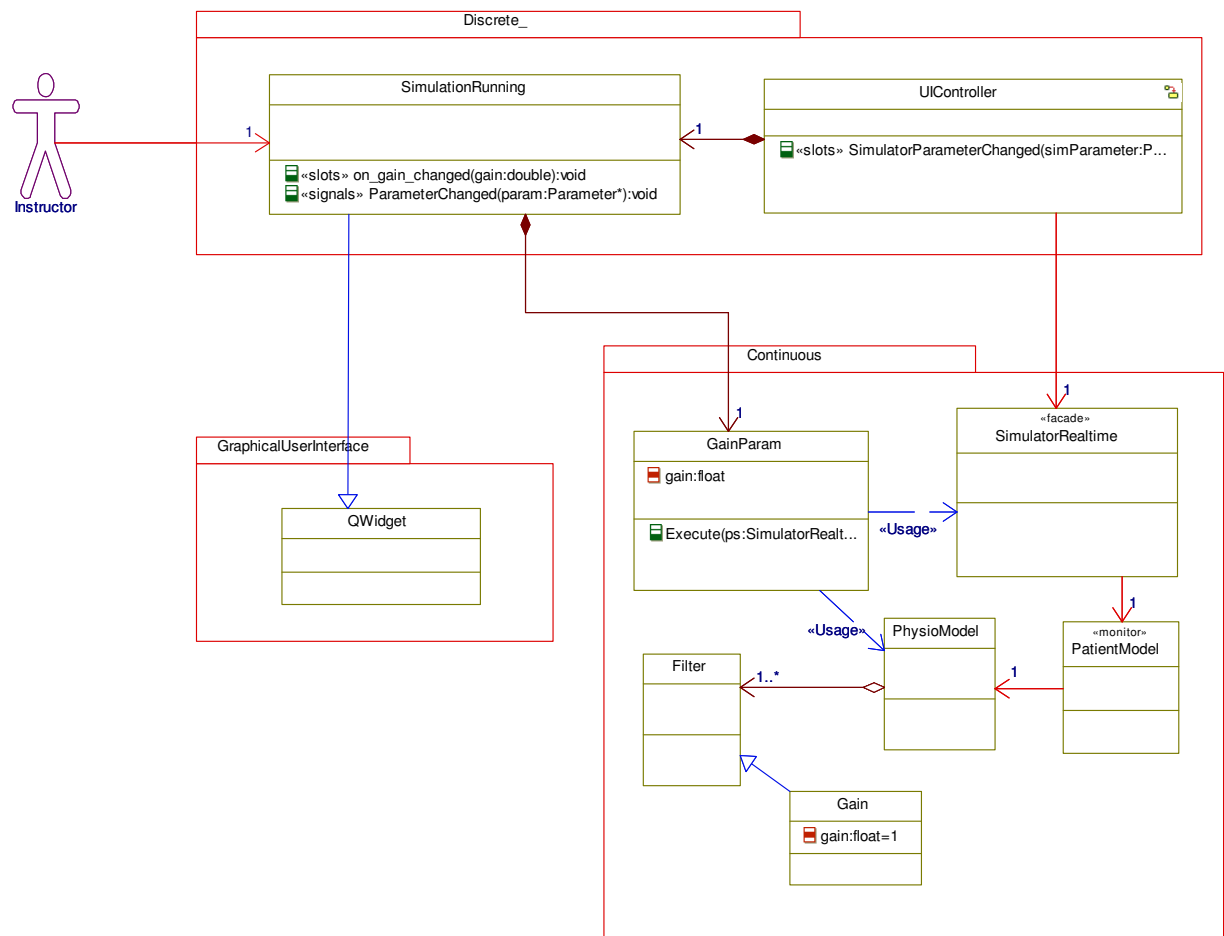 Discrete_
SimulationRunning
UIController
1
1
«slots» SimulatorParameterChanged(simParameter:P...
«slots» on_gain_changed(gain:double):void
«signals» ParameterChanged(param:Parameter*):void
Instructor
Continuous
1
1
«facade»
SimulatorRealtime
GainParam
GraphicalUserInterface
gain:float
QWidget
«Usage»
Execute(ps:SimulatorRealt...
1
«Usage»
PhysioModel
«monitor»
PatientModel
Filter
1..*
1
Gain
gain:float=1